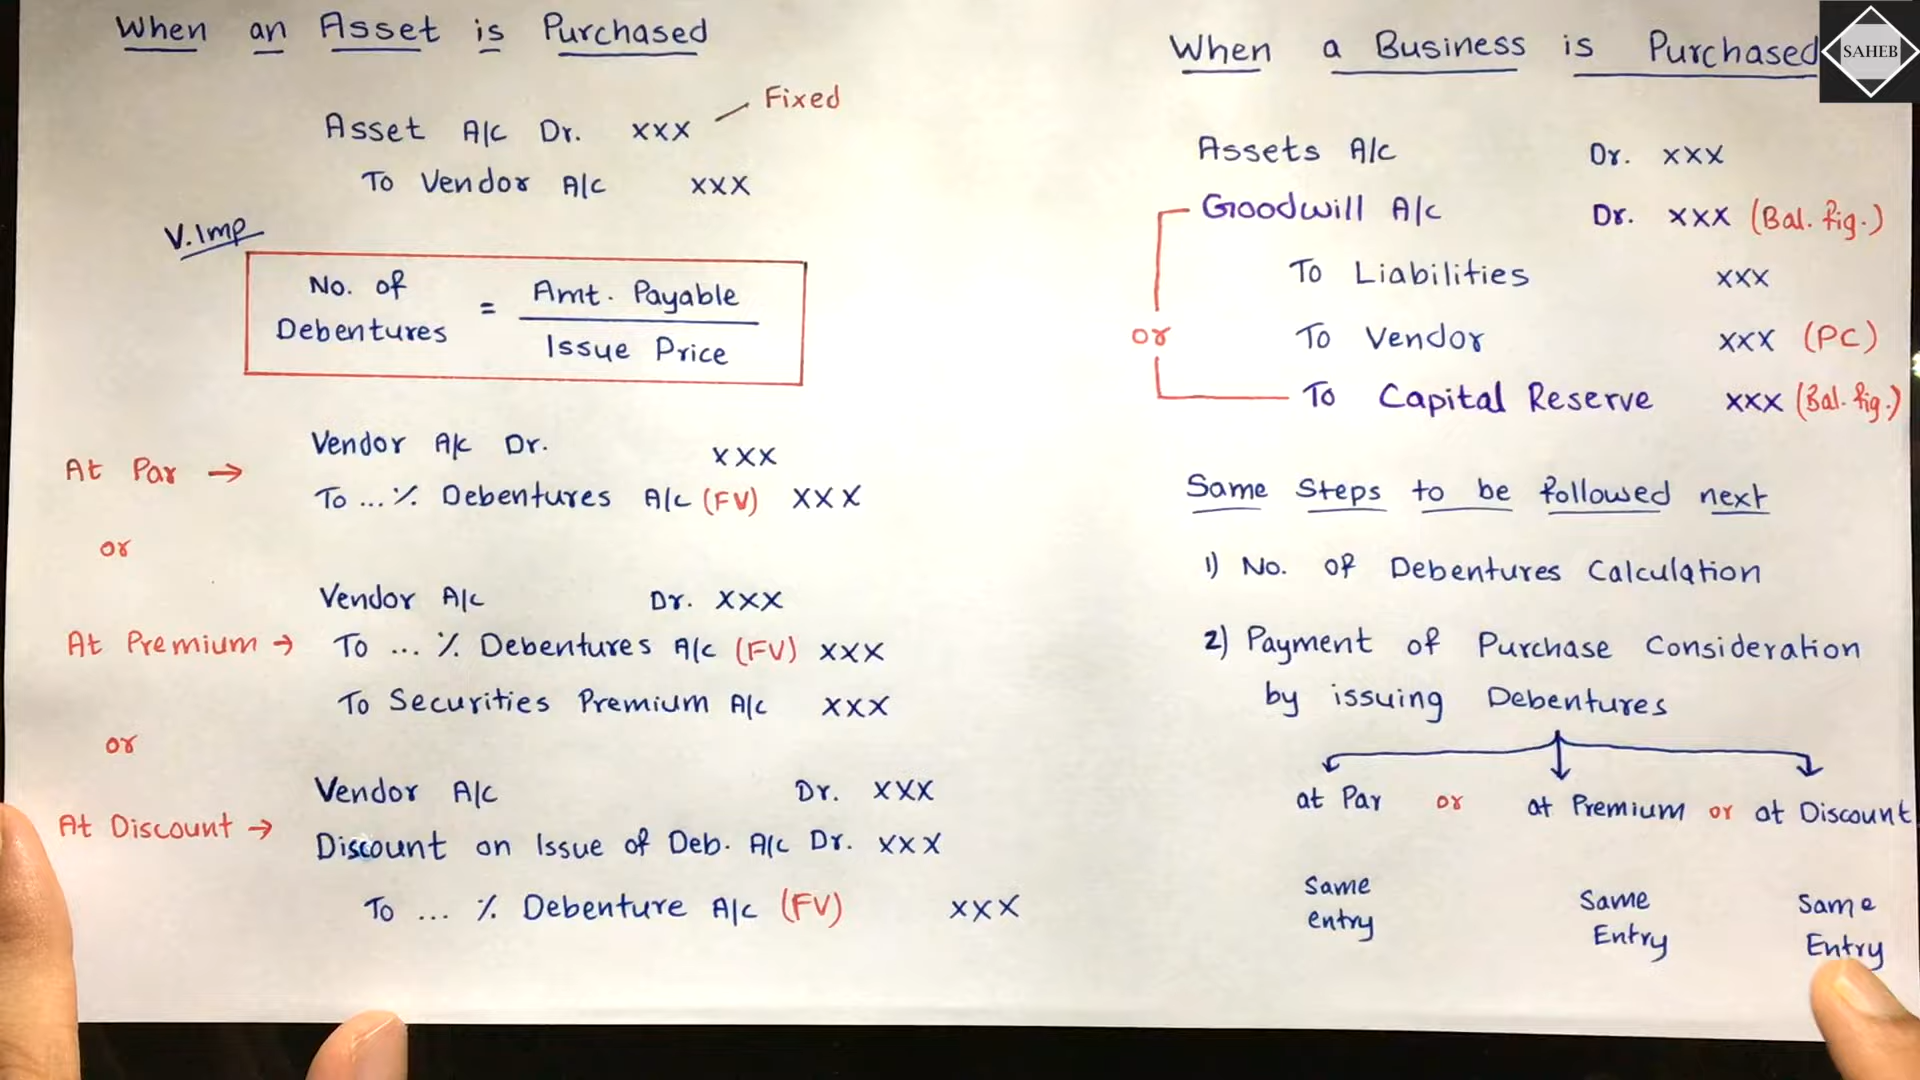 When an Asset is Purchased
Fixed
Asset A/c Dr. xxx
To Vendor A/c xxx
V.Imp
No. of Debentures = Amt. Payable / Issue Price
At Par →
Vendor A/c Dr. xxx
To ...% Debentures A/c (FV) xxx
or
At Premium →
Vendor A/c Dr. xxx
To ...% Debentures A/c (FV) xxx
To Securities Premium A/c xxx
or
At Discount →
Vendor A/c Dr. xxx
Discount on Issue of Deb. A/c Dr. xxx
To ...% Debenture A/c (FV) xxx
When a Business is Purchased
SAHEB
Assets A/c Dr. xxx
Goodwill A/c Dr. xxx (Bal. fig.)
To Liabilities xxx
or
To Vendor xxx (PC)
To Capital Reserve xxx (Bal. fig.)
Same Steps to be followed next
1) No. of Debentures Calculation
2) Payment of Purchase Consideration
by issuing Debentures
at Par or at Premium or at Discount
Same entry
Same Entry
Same Entry